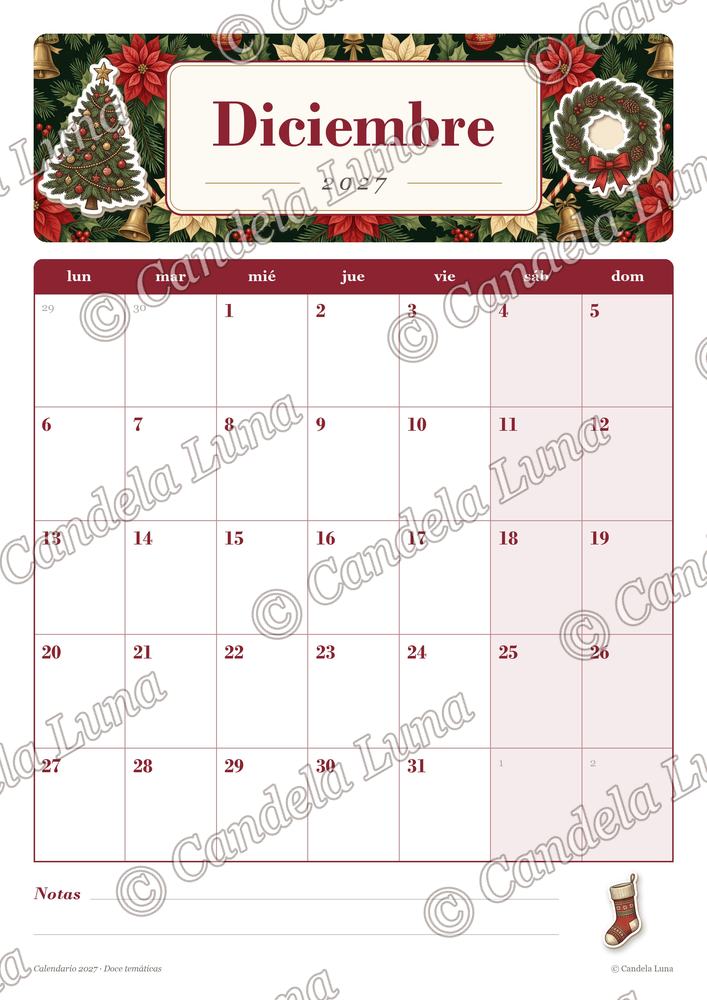 Diciembre
2027
lun mar mié jue vie sáb dom
29 30 1 2 3 4 5
6 7 8 9 10 11 12
13 14 15 16 17 18 19
20 21 22 23 24 25 26
27 28 29 30 31 1 2
Notas
Calendario 2027 · Doce temáticas
© Candela Luna
© Candela Luna